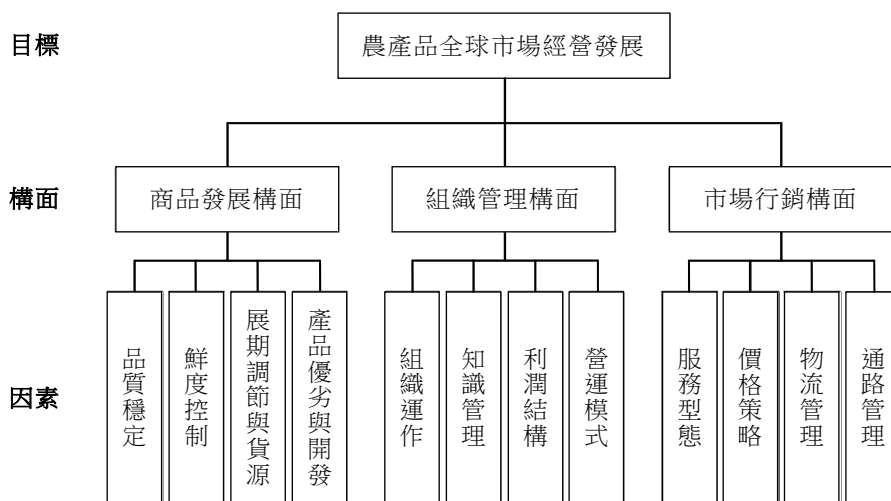 目標
農產品全球市場經營發展
構面
商品發展構面
組織管理構面
市場行銷構面
因素
品質穩定
鮮度控制
展期調節與貨源
產品優劣與開發
組織運作
知識管理
利潤結構
營運模式
服務型態
價格策略
物流管理
通路管理